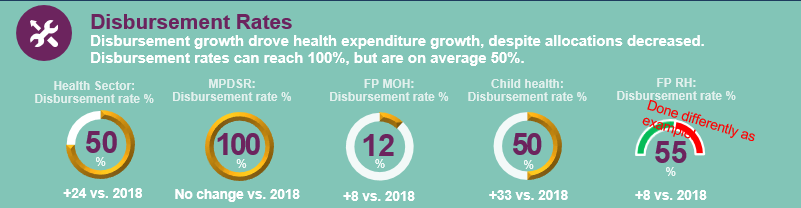 Disbursement Rates
Disbursement growth drove health expenditure growth, despite allocations decreased.
Disbursement rates can reach 100%, but are on average 50%.
Health Sector:
Disbursement rate %
50
%
+24 vs. 2018
MPDSR:
Disbursement rate %
100
%
No change vs. 2018
FP MOH:
Disbursement rate %
12
%
+8 vs. 2018
Child health:
Disbursement rate %
50
%
+33 vs. 2018
FP RH:
Disbursement rate %
Done differently as
example!
55
%
+8 vs. 2018